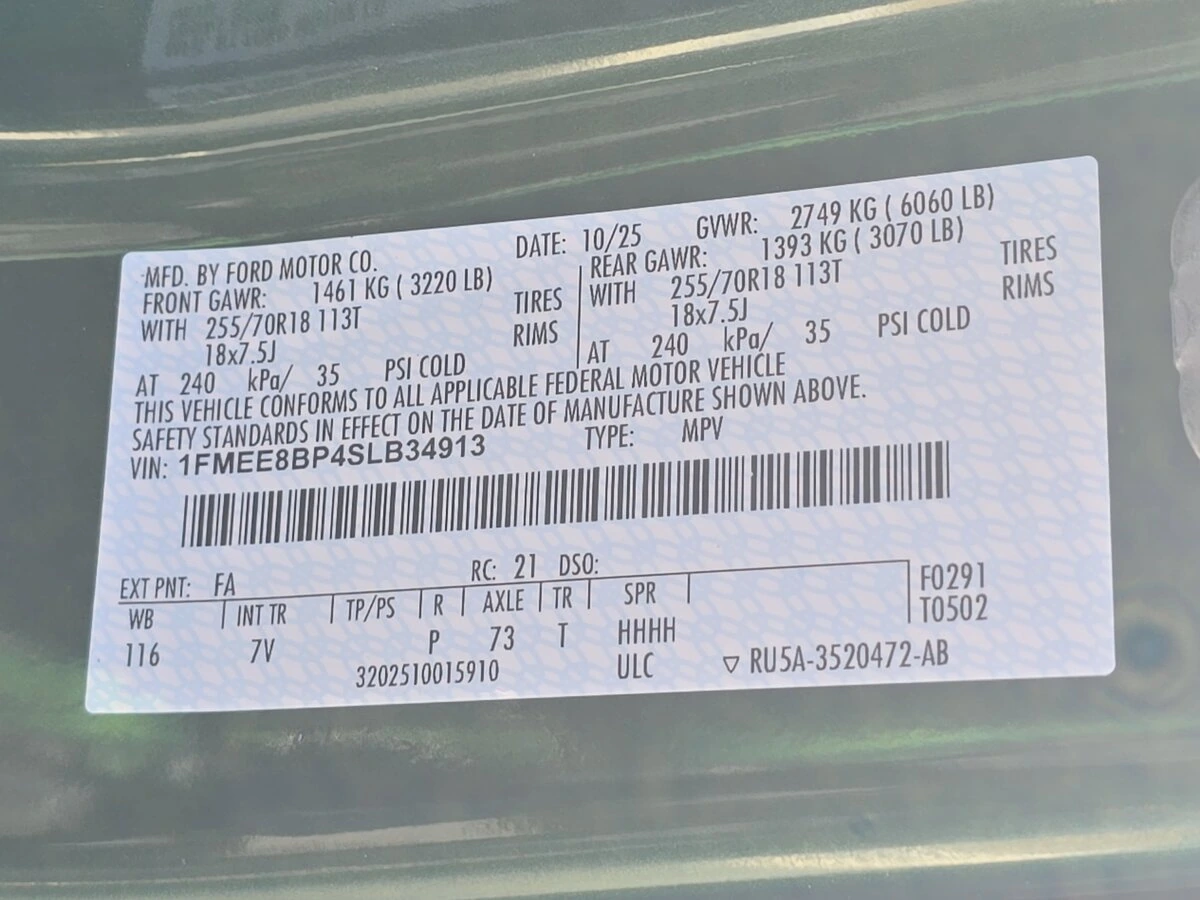 MFD. BY FORD MOTOR CO. DATE: 10/25 GVWR: 2749 KG ( 6060 LB)
FRONT GAWR: 1461 KG ( 3220 LB) REAR GAWR: 1393 KG ( 3070 LB)
WITH 255/70R18 113T TIRES WITH 255/70R18 113T TIRES
18x7.5J RIMS 18x7.5J RIMS
AT 240 kPa/ 35 PSI COLD AT 240 kPa/ 35 PSI COLD
THIS VEHICLE CONFORMS TO ALL APPLICABLE FEDERAL MOTOR VEHICLE
SAFETY STANDARDS IN EFFECT ON THE DATE OF MANUFACTURE SHOWN ABOVE.
VIN: 1FMEE8BP4SLB34913 TYPE: MPV
EXT PNT: FA RC: 21 DSO:
WB INT TR TP/PS R AXLE TR SPR F0291
T0502
116 7V P 73 T HHHH
3202510015910 ULC ▽ RU5A-3520472-AB